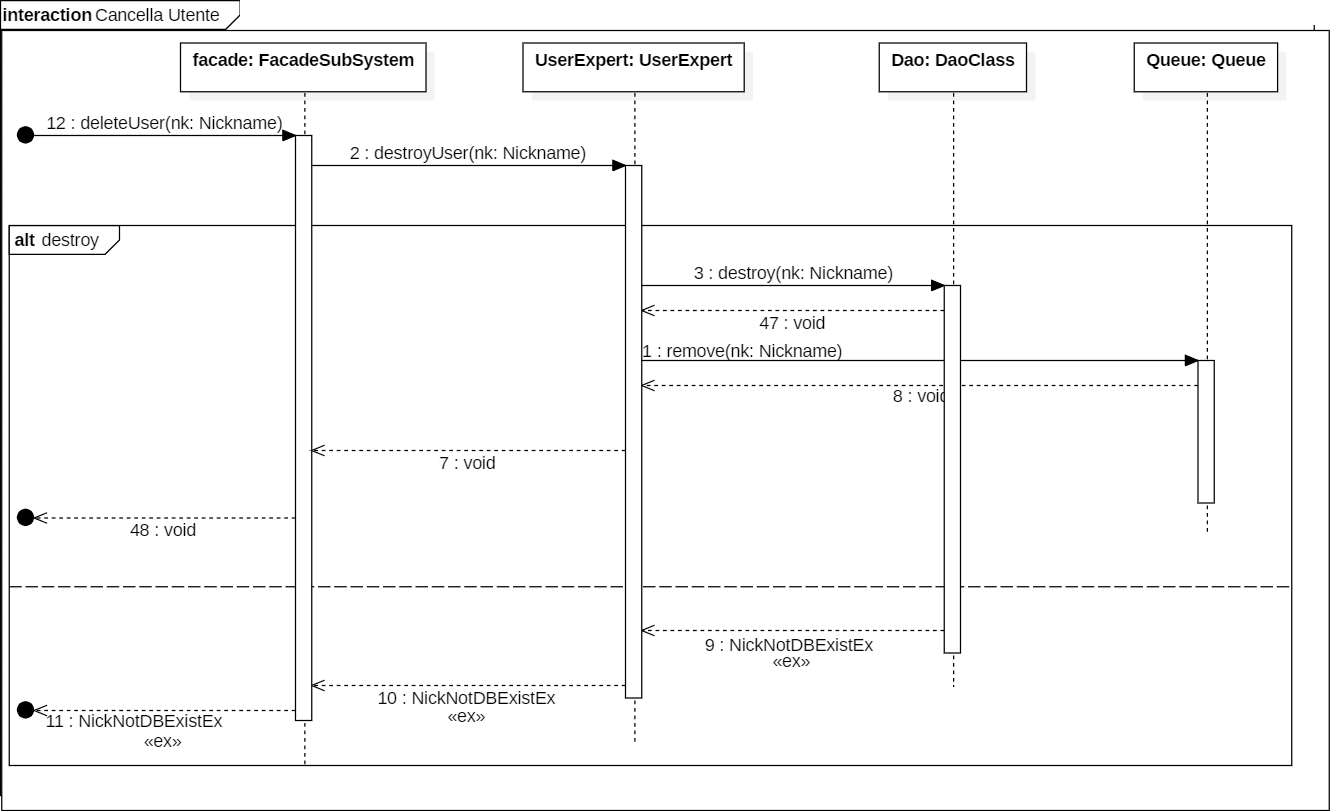 interaction Cancella Utente
facade: FacadeSubSystem
UserExpert: UserExpert
Dao: DaoClass
Queue: Queue
12 : deleteUser(nk: Nickname)
2 : destroyUser(nk: Nickname)
alt destroy
3 : destroy(nk: Nickname)
47 : void
1 : remove(nk: Nickname)
8 : void
7 : void
48 : void
9 : NickNotDBExistEx
«ex»
10 : NickNotDBExistEx
«ex»
11 : NickNotDBExistEx
«ex»